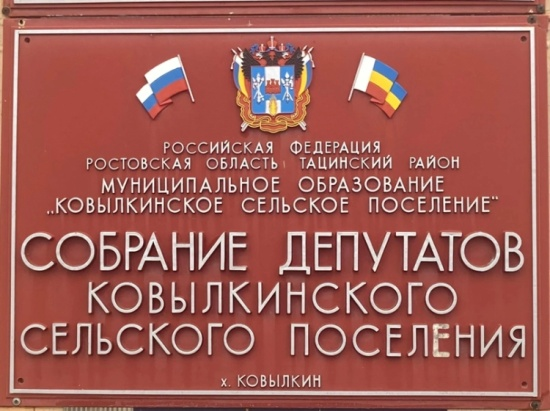 РОССИЙСКАЯ ФЕДЕРАЦИЯ
РОСТОВСКАЯ ОБЛАСТЬ ТАЦИНСКИЙ РАЙОН
МУНИЦИПАЛЬНОЕ ОБРАЗОВАНИЕ
„КОВЫЛКИНСКОЕ СЕЛЬСКОЕ ПОСЕЛЕНИЕ"
СОБРАНИЕ ДЕПУТАТОВ
КОВЫЛКИНСКОГО
СЕЛЬСКОГО ПОСЕЛЕНИЯ
х. КОВЫЛКИН